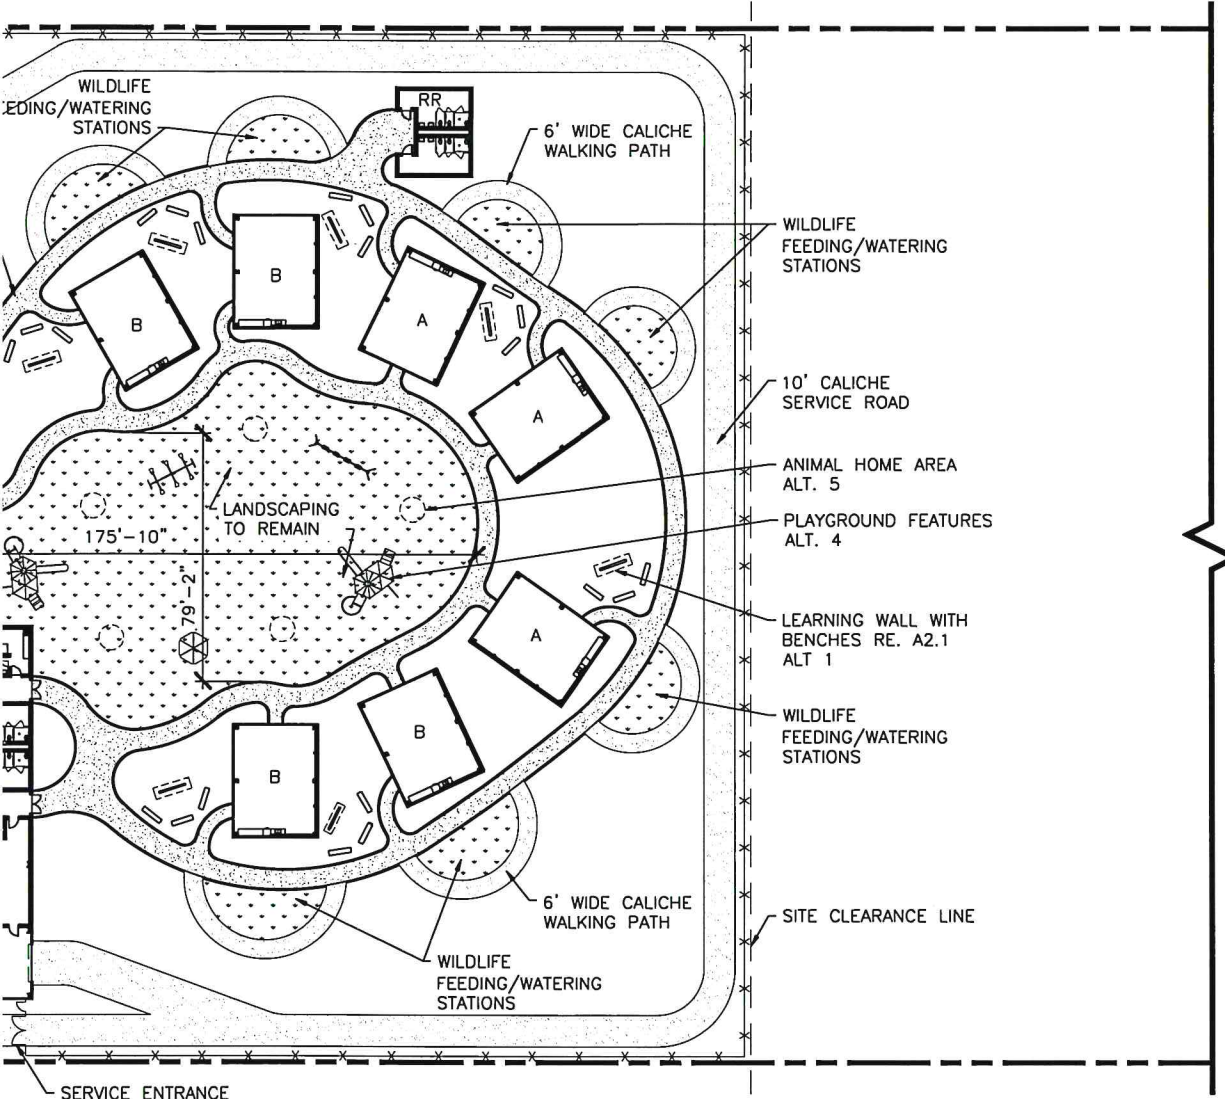 WILDLIFE
EEDING/WATERING
STATIONS
RR
6' WIDE CALICHE
WALKING PATH
WILDLIFE
FEEDING/WATERING
STATIONS
B
B
A
A
10' CALICHE
SERVICE ROAD
ANIMAL HOME AREA
ALT. 5
LANDSCAPING
TO REMAIN
175'-10"
79'-2"
PLAYGROUND FEATURES
ALT. 4
LEARNING WALL WITH
BENCHES RE. A2.1
ALT 1
A
B
B
WILDLIFE
FEEDING/WATERING
STATIONS
6' WIDE CALICHE
WALKING PATH
SITE CLEARANCE LINE
WILDLIFE
FEEDING/WATERING
STATIONS
SERVICE ENTRANCE